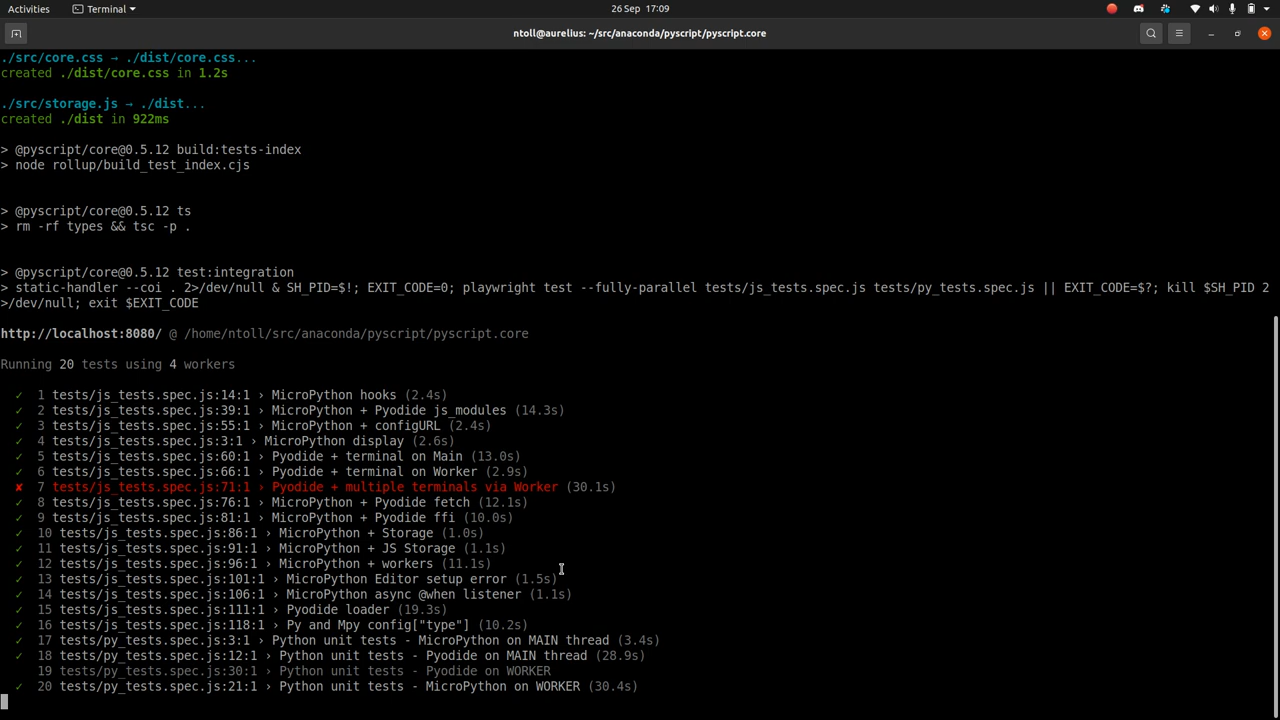 Activities
Terminal
26 Sep 17:09
ntoll@aurelius: ~/src/anaconda/pyscript/pyscript.core
./src/core.css → ./dist/core.css...
created ./dist/core.css in 1.2s
./src/storage.js → ./dist...
created ./dist in 922ms
> @pyscript/core@0.5.12 build:tests-index
> node rollup/build_test_index.cjs
> @pyscript/core@0.5.12 ts
> rm -rf types && tsc -p .
> @pyscript/core@0.5.12 test:integration
> static-handler --coi . 2>/dev/null & SH_PID=$!; EXIT_CODE=0; playwright test --fully-parallel tests/js_tests.spec.js tests/py_tests.spec.js || EXIT_CODE=$?; kill $SH_PID 2
>/dev/null; exit $EXIT_CODE
http://localhost:8080/ @ /home/ntoll/src/anaconda/pyscript/pyscript.core
Running 20 tests using 4 workers
✓ 1 tests/js_tests.spec.js:14:1 › MicroPython hooks (2.4s)
✓ 2 tests/js_tests.spec.js:39:1 › MicroPython + Pyodide js_modules (14.3s)
✓ 3 tests/js_tests.spec.js:55:1 › MicroPython + configURL (2.4s)
✓ 4 tests/js_tests.spec.js:3:1 › MicroPython display (2.6s)
✓ 5 tests/js_tests.spec.js:60:1 › Pyodide + terminal on Main (13.0s)
✓ 6 tests/js_tests.spec.js:66:1 › Pyodide + terminal on Worker (2.9s)
✘ 7 tests/js_tests.spec.js:71:1 › Pyodide + multiple terminals via Worker (30.1s)
✓ 8 tests/js_tests.spec.js:76:1 › MicroPython + Pyodide fetch (12.1s)
✓ 9 tests/js_tests.spec.js:81:1 › MicroPython + Pyodide ffi (10.0s)
✓ 10 tests/js_tests.spec.js:86:1 › MicroPython + Storage (1.0s)
✓ 11 tests/js_tests.spec.js:91:1 › MicroPython + JS Storage (1.1s)
✓ 12 tests/js_tests.spec.js:96:1 › MicroPython + workers (11.1s)
✓ 13 tests/js_tests.spec.js:101:1 › MicroPython Editor setup error (1.5s)
✓ 14 tests/js_tests.spec.js:106:1 › MicroPython async @when listener (1.1s)
✓ 15 tests/js_tests.spec.js:111:1 › Pyodide loader (19.3s)
✓ 16 tests/js_tests.spec.js:118:1 › Py and Mpy config["type"] (10.2s)
✓ 17 tests/py_tests.spec.js:3:1 › Python unit tests - MicroPython on MAIN thread (3.4s)
✓ 18 tests/py_tests.spec.js:12:1 › Python unit tests - Pyodide on MAIN thread (28.9s)
19 tests/py_tests.spec.js:30:1 › Python unit tests - Pyodide on WORKER
✓ 20 tests/py_tests.spec.js:21:1 › Python unit tests - MicroPython on WORKER (30.4s)